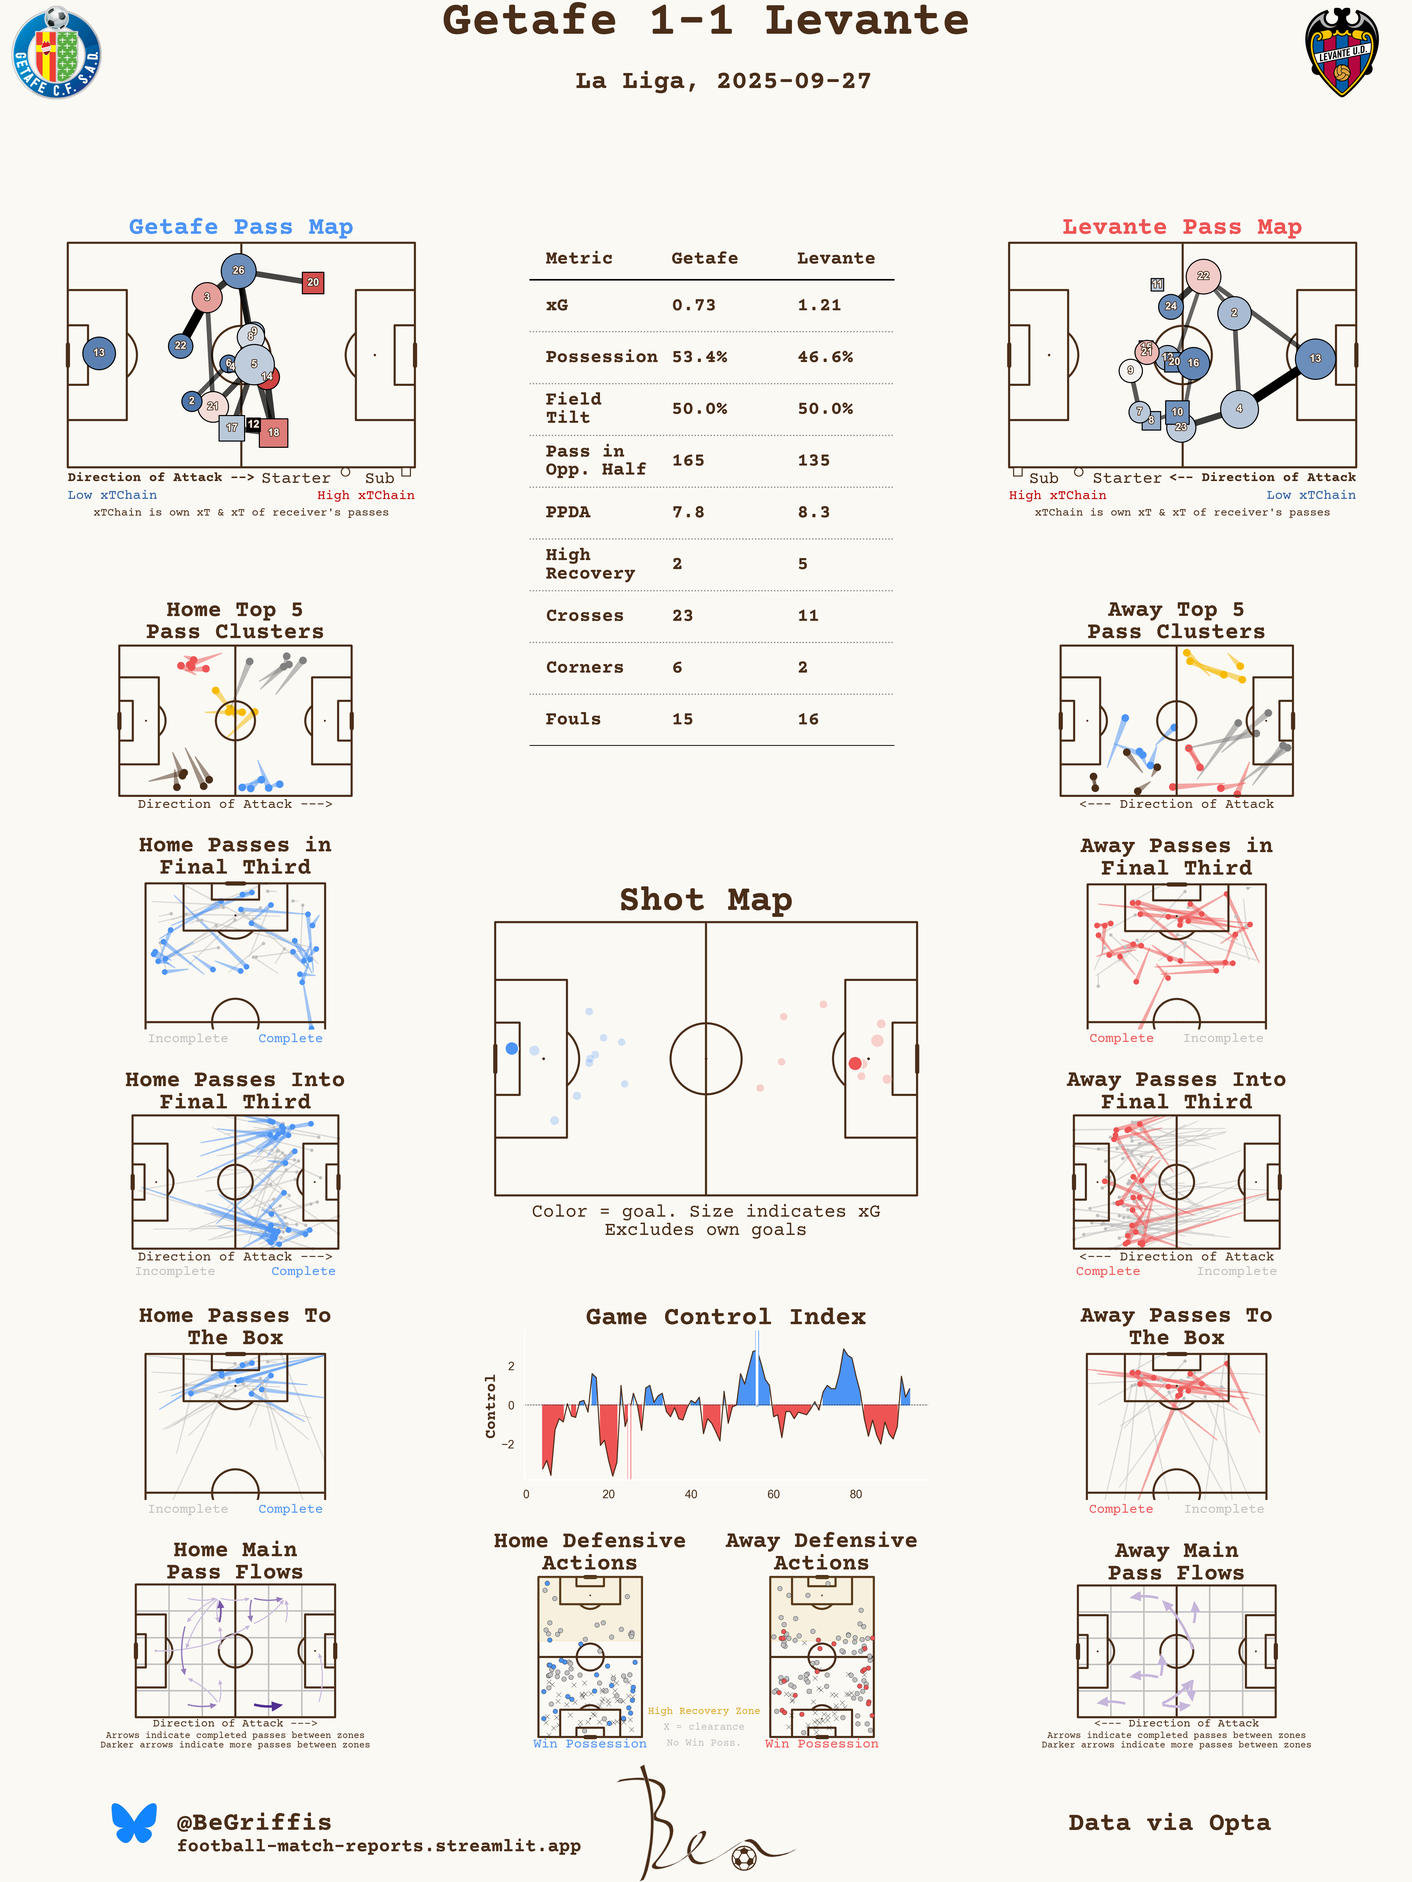 Getafe 1-1 Levante
La Liga, 2025-09-27
GETAFE C.F. S.A.D.
LEVANTE U.D.
Getafe Pass Map
26
20
3
9
8
22
13
6
4
5
14
2
21
17
12
18
Direction of Attack --> Starter Sub
Low xTChain High xTChain
xTChain is own xT & xT of receiver's passes
Metric Getafe Levante
xG 0.73 1.21
Possession 53.4% 46.6%
Field
Tilt 50.0% 50.0%
Pass in
Opp. Half 165 135
PPDA 7.8 8.3
High
Recovery 2 5
Crosses 23 11
Corners 6 2
Fouls 15 16
Levante Pass Map
22
11
24
2
21
12
20
16
13
9
7
8
10
4
23
Sub Starter <-- Direction of Attack
High xTChain Low xTChain
xTChain is own xT & xT of receiver's passes
Home Top 5
Pass Clusters
Direction of Attack --->
Away Top 5
Pass Clusters
<--- Direction of Attack
Home Passes in
Final Third
Incomplete Complete
Away Passes in
Final Third
Complete Incomplete
Shot Map
Color = goal. Size indicates xG
Excludes own goals
Home Passes Into
Final Third
Direction of Attack --->
Incomplete Complete
Away Passes Into
Final Third
<--- Direction of Attack
Complete Incomplete
Home Passes To
The Box
Incomplete Complete
Game Control Index
Control
2
0
−2
0 20 40 60 80
Away Passes To
The Box
Complete Incomplete
Home Main
Pass Flows
Direction of Attack --->
Arrows indicate completed passes between zones
Darker arrows indicate more passes between zones
Home Defensive
Actions
Win Possession
High Recovery Zone
X = clearance
No Win Poss.
Away Defensive
Actions
Win Possession
Away Main
Pass Flows
<--- Direction of Attack
Arrows indicate completed passes between zones
Darker arrows indicate more passes between zones
@BeGriffis
football-match-reports.streamlit.app
Ben
Data via Opta